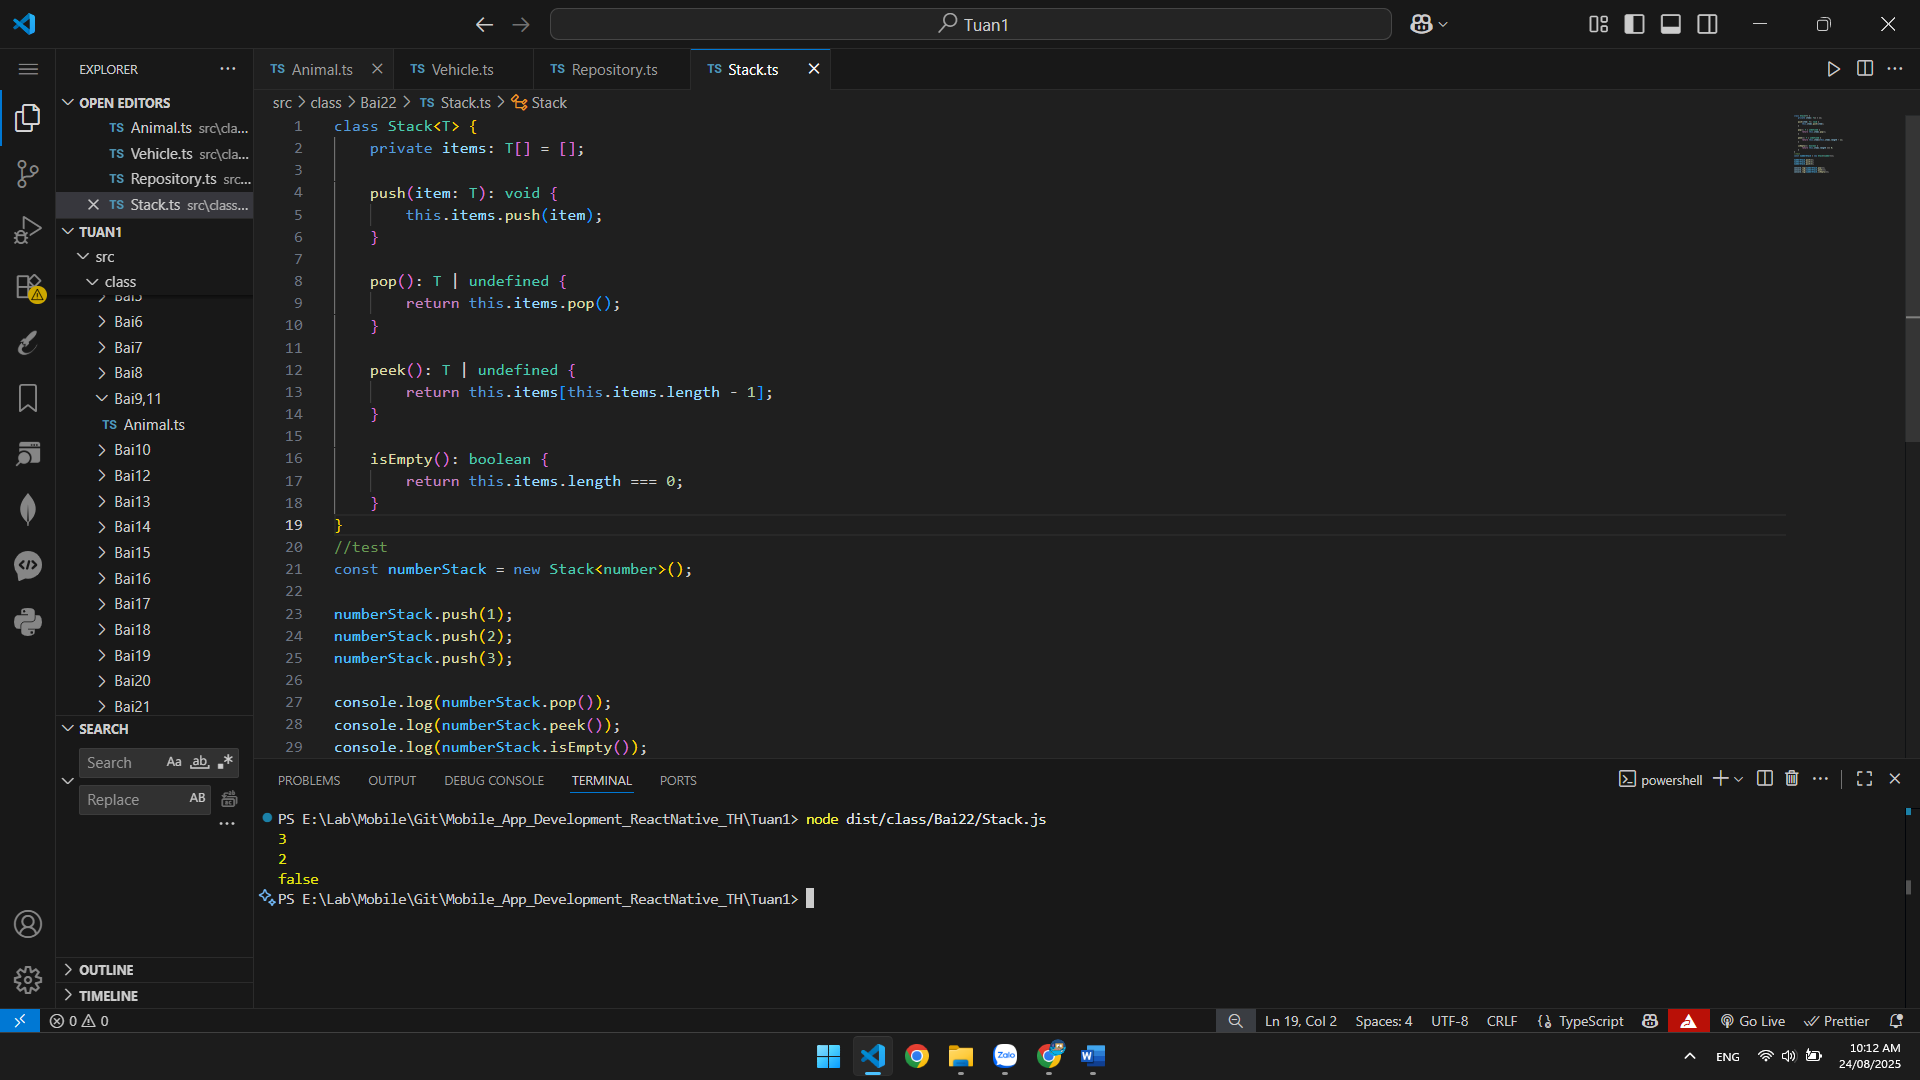 Tuan1
EXPLORER
Animal.ts
Vehicle.ts
Repository.ts
Stack.ts
OPEN EDITORS
TS Animal.ts src\cla...
TS Vehicle.ts src\cla...
TS Repository.ts src...
TS Stack.ts src\class...
TUAN1
src
class
Bai5
Bai6
Bai7
Bai8
Bai9,11
TS Animal.ts
Bai10
Bai12
Bai13
Bai14
Bai15
Bai16
Bai17
Bai18
Bai19
Bai20
Bai21
SEARCH
Search Aa ab .*
Replace AB
...
OUTLINE
TIMELINE
src > class > Bai22 > TS Stack.ts > Stack
1 class Stack<T> {
2 private items: T[] = [];
3
4 push(item: T): void {
5 this.items.push(item);
6 }
7
8 pop(): T | undefined {
9 return this.items.pop();
10 }
11
12 peek(): T | undefined {
13 return this.items[this.items.length - 1];
14 }
15
16 isEmpty(): boolean {
17 return this.items.length === 0;
18 }
19 }
20 //test
21 const numberStack = new Stack<number>();
22
23 numberStack.push(1);
24 numberStack.push(2);
25 numberStack.push(3);
26
27 console.log(numberStack.pop());
28 console.log(numberStack.peek());
29 console.log(numberStack.isEmpty());
PROBLEMS OUTPUT DEBUG CONSOLE TERMINAL PORTS
powershell
PS E:\Lab\Mobile\Git\Mobile_App_Development_ReactNative_TH\Tuan1> node dist/class/Bai22/Stack.js
3
2
false
PS E:\Lab\Mobile\Git\Mobile_App_Development_ReactNative_TH\Tuan1>
0 0
Ln 19, Col 2 Spaces: 4 UTF-8 CRLF {} TypeScript Go Live Prettier
Zalo
W
ENG
10:12 AM
24/08/2025